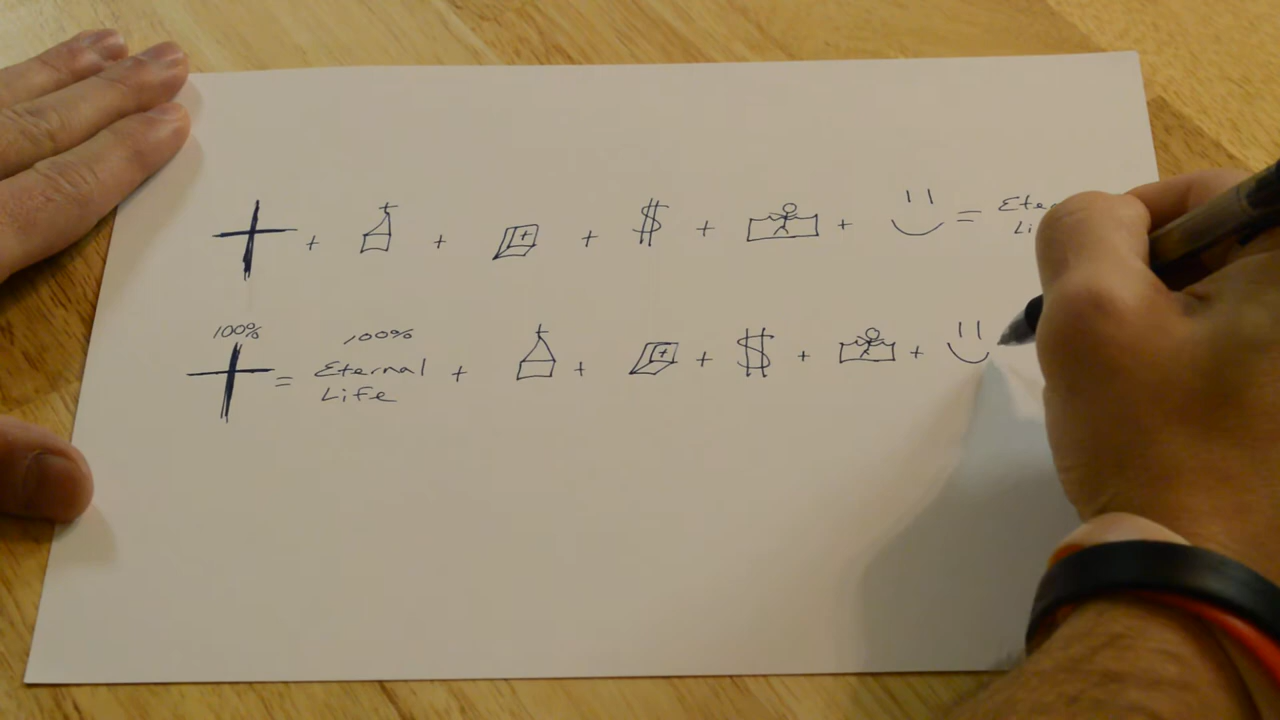 + + + + $ + + =
100% 100%
= Eternal + + + $ + +
Life